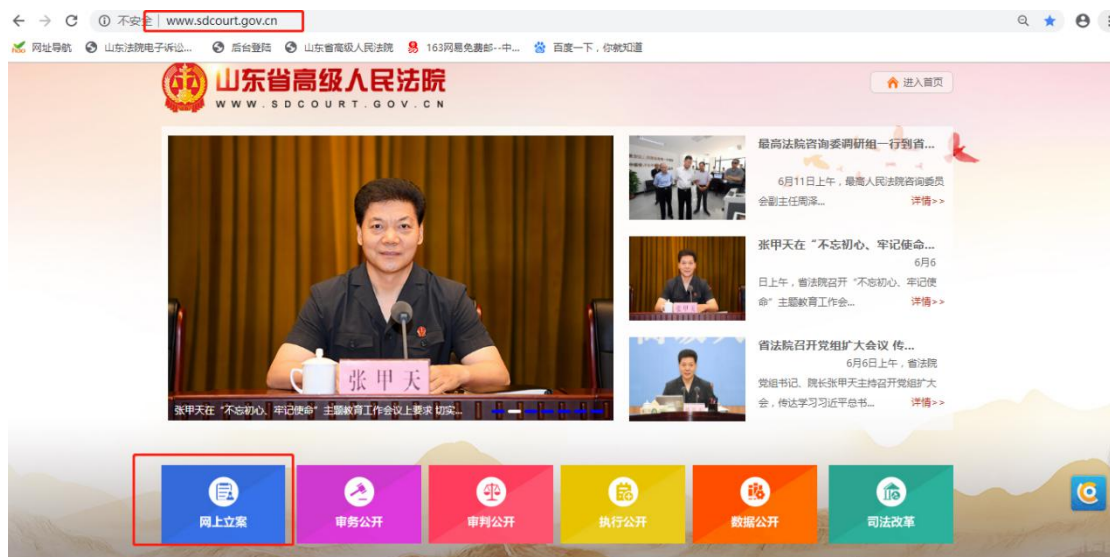 不安全 | www.sdcourt.gov.cn
网址导航 山东法院电子诉讼... 后台登陆 山东省高级人民法院 163网易免费邮--中... 百度一下，你就知道
山东省高级人民法院
WWW.SDCOURT.GOV.CN
进入首页
最高法院咨询委调研组一行到省...
6月11日上午，最高人民法院咨询委员
会副主任周泽... 详情>>
张甲天在“不忘初心、牢记使命...
6月6
日上午，省法院召开“不忘初心、牢记使
命”主题教育工作会... 详情>>
省法院召开党组扩大会议 传...
6月6日上午，省法院
党组书记、院长张甲天主持召开党组扩大
会，传达学习习近平总书... 详情>>
张甲天
张甲天在“不忘初心、牢记使命”主题教育工作会议上要求 切实...
网上立案 审务公开 审判公开 执行公开 数据公开 司法改革